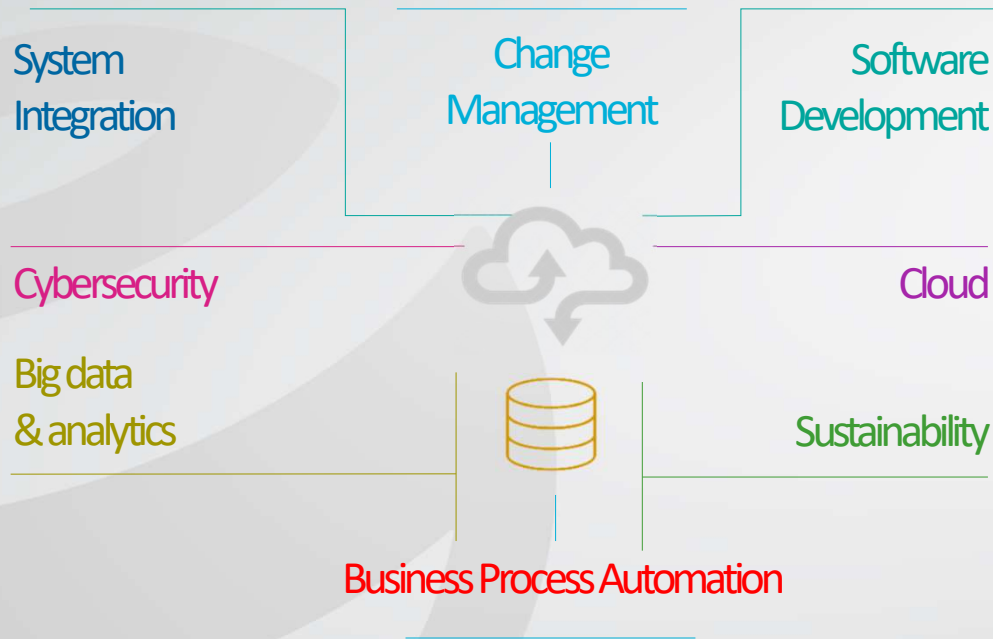 System
Integration
Change
Management
Software
Development
Cybersecurity
Cloud
Big data
& analytics
Sustainability
Business Process Automation